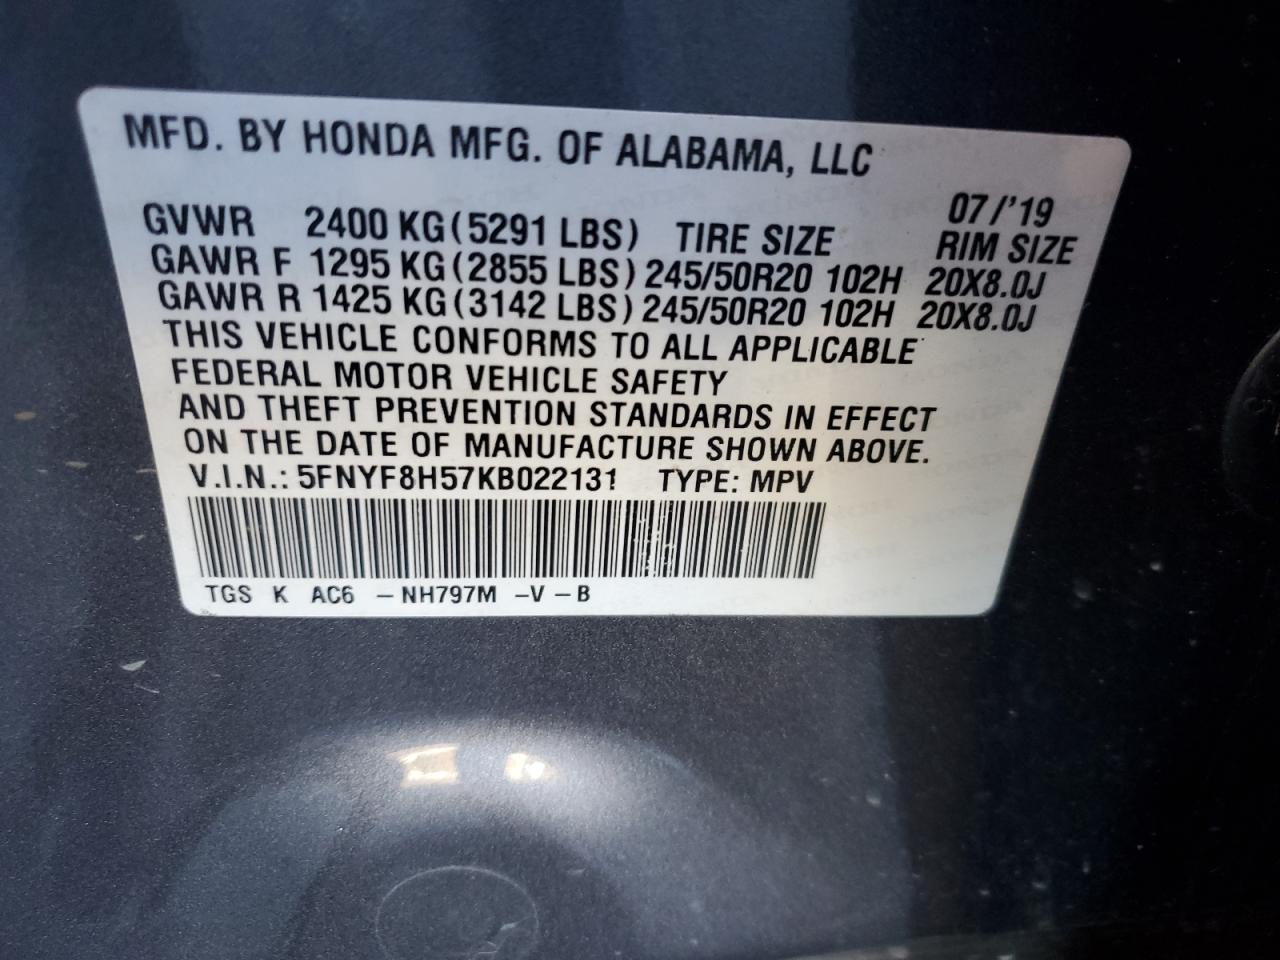 MFD. BY HONDA MFG. OF ALABAMA, LLC
07/'19
GVWR 2400 KG (5291 LBS) TIRE SIZE RIM SIZE
GAWR F 1295 KG (2855 LBS) 245/50R20 102H 20X8.0J
GAWR R 1425 KG (3142 LBS) 245/50R20 102H 20X8.0J
THIS VEHICLE CONFORMS TO ALL APPLICABLE
FEDERAL MOTOR VEHICLE SAFETY
AND THEFT PREVENTION STANDARDS IN EFFECT
ON THE DATE OF MANUFACTURE SHOWN ABOVE.
V.I.N.: 5FNYF8H57KB022131 TYPE: MPV
TGS K AC6 -NH797M -V -B